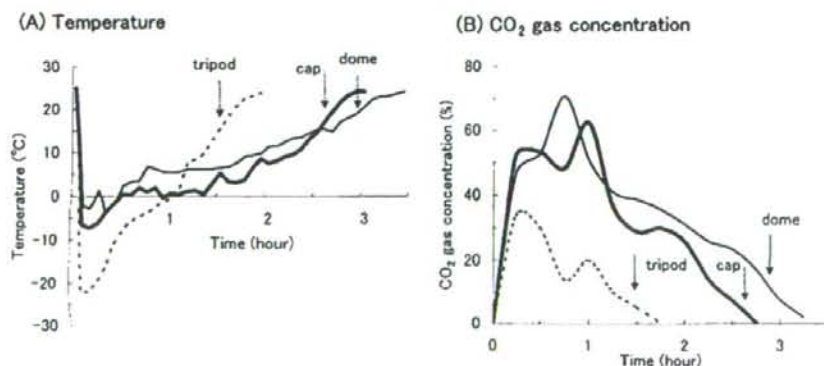 (A) Temperature
tripod
cap
dome
30
20
10
0
-10
-20
-30
Temperature (°C)
1
2
3
Time (hour)
(B) CO₂ gas concentration
80
60
40
20
0
CO₂ gas concentration (%)
dome
tripod
cap
0
1
2
3
Time (hour)